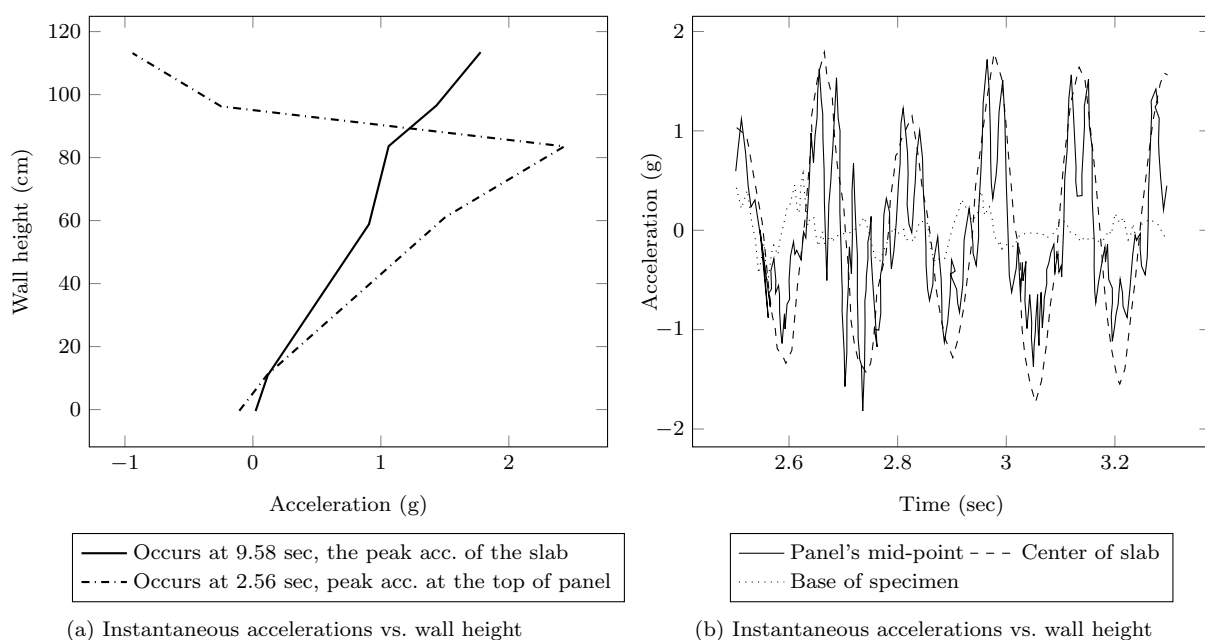 120
100
80
60
40
20
0
Wall height (cm)
−1
0
1
2
Acceleration (g)
Occurs at 9.58 sec, the peak acc. of the slab
Occurs at 2.56 sec, peak acc. at the top of panel
(a) Instantaneous accelerations vs. wall height
2
1
0
−1
−2
Acceleration (g)
2.6
2.8
3
3.2
Time (sec)
Panel's mid-point
Center of slab
Base of specimen
(b) Instantaneous accelerations vs. wall height